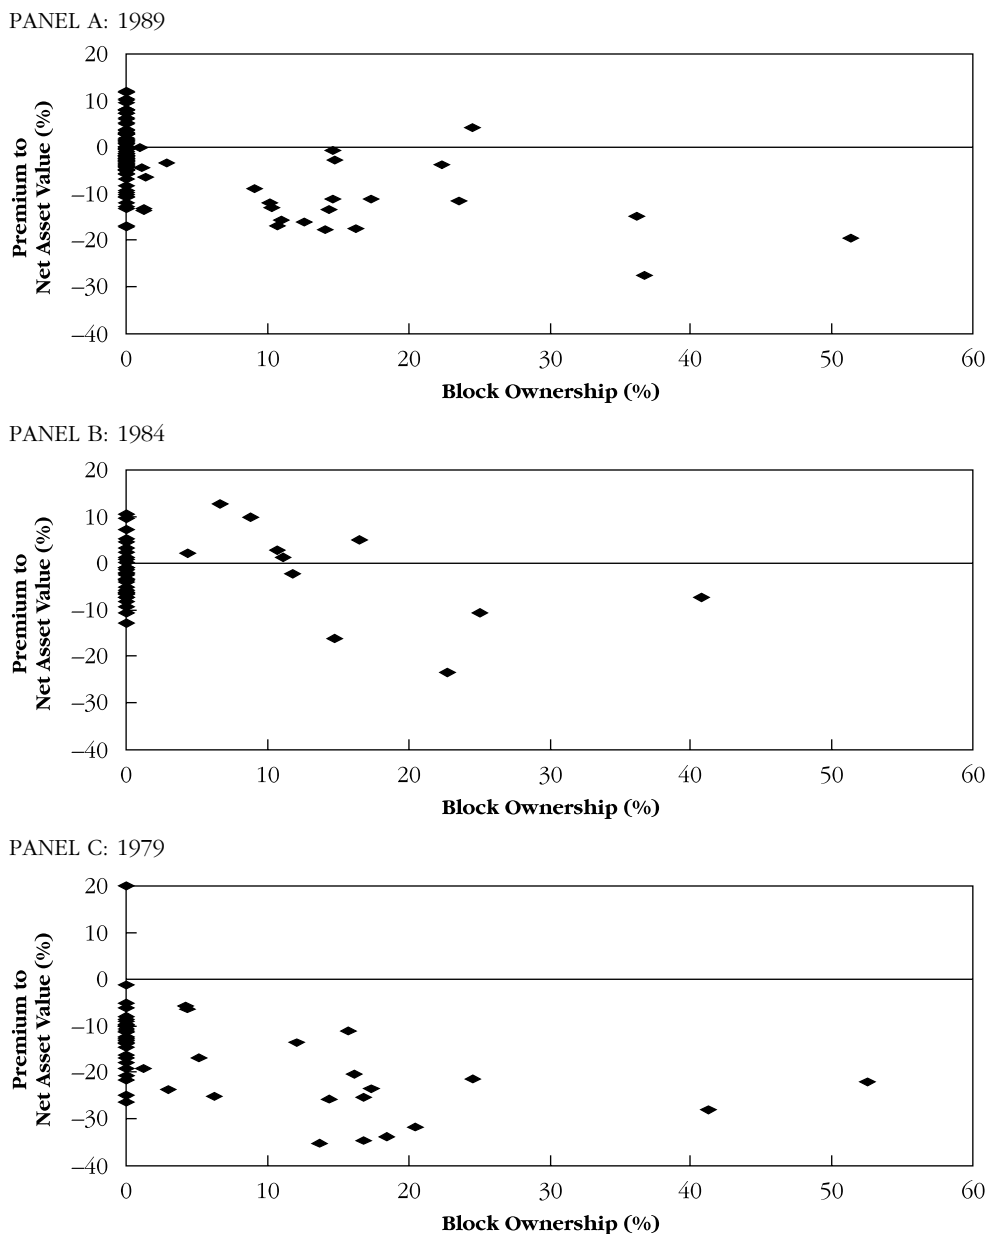 PANEL A: 1989
20
10
0
–10
–20
–30
–40
Premium to
Net Asset Value (%)
0 10 20 30 40 50 60
Block Ownership (%)
PANEL B: 1984
20
10
0
–10
–20
–30
–40
Premium to
Net Asset Value (%)
0 10 20 30 40 50 60
Block Ownership (%)
PANEL C: 1979
20
10
0
–10
–20
–30
–40
Premium to
Net Asset Value (%)
0 10 20 30 40 50 60
Block Ownership (%)